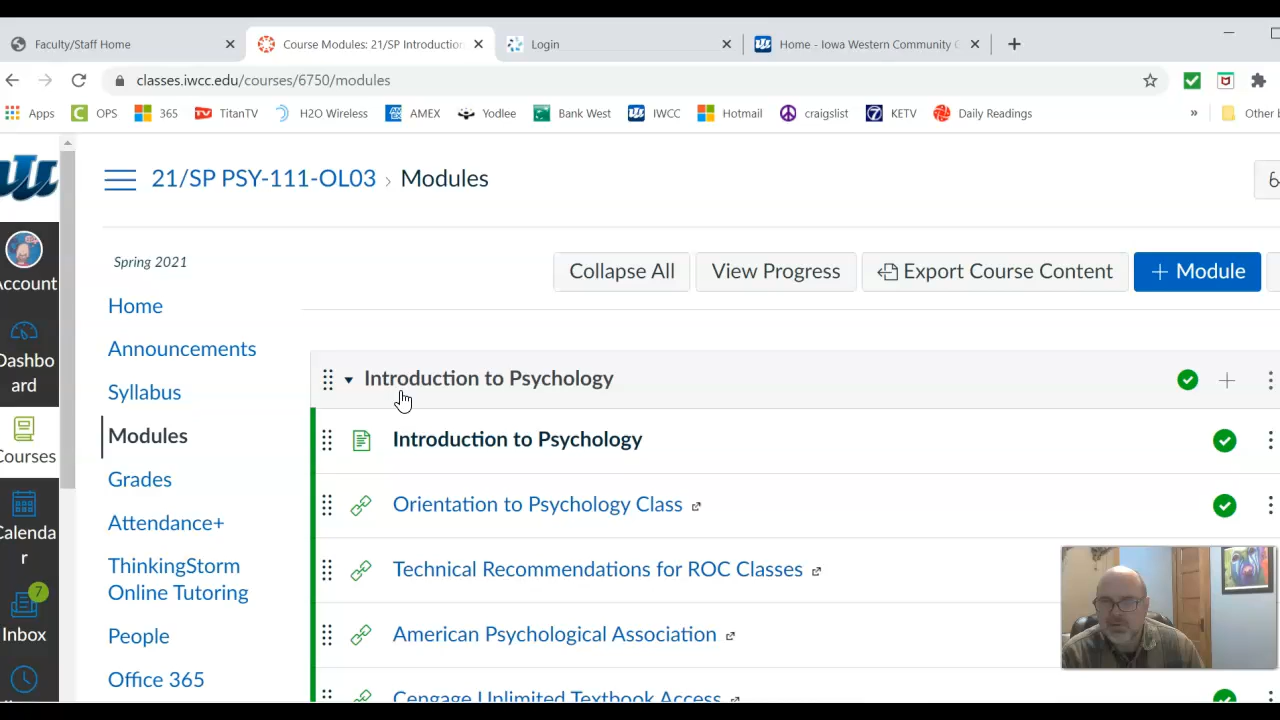 Faculty/Staff Home
Course Modules: 21/SP Introduction
Login
Home - Iowa Western Community C
classes.iwcc.edu/courses/6750/modules
Apps
OPS
365
TitanTV
H2O Wireless
AMEX
Yodlee
Bank West
IWCC
Hotmail
craigslist
KETV
Daily Readings
»
Other b
21/SP PSY-111-OL03 › Modules
Spring 2021
Collapse All
View Progress
Export Course Content
+ Module
Account
Dashbo
ard
Courses
Calenda
r
7
Inbox
Home
Announcements
Syllabus
Modules
Grades
Attendance+
ThinkingStorm
Online Tutoring
People
Office 365
Introduction to Psychology
Introduction to Psychology
Orientation to Psychology Class
Technical Recommendations for ROC Classes
American Psychological Association
Cengage Unlimited Textbook Access